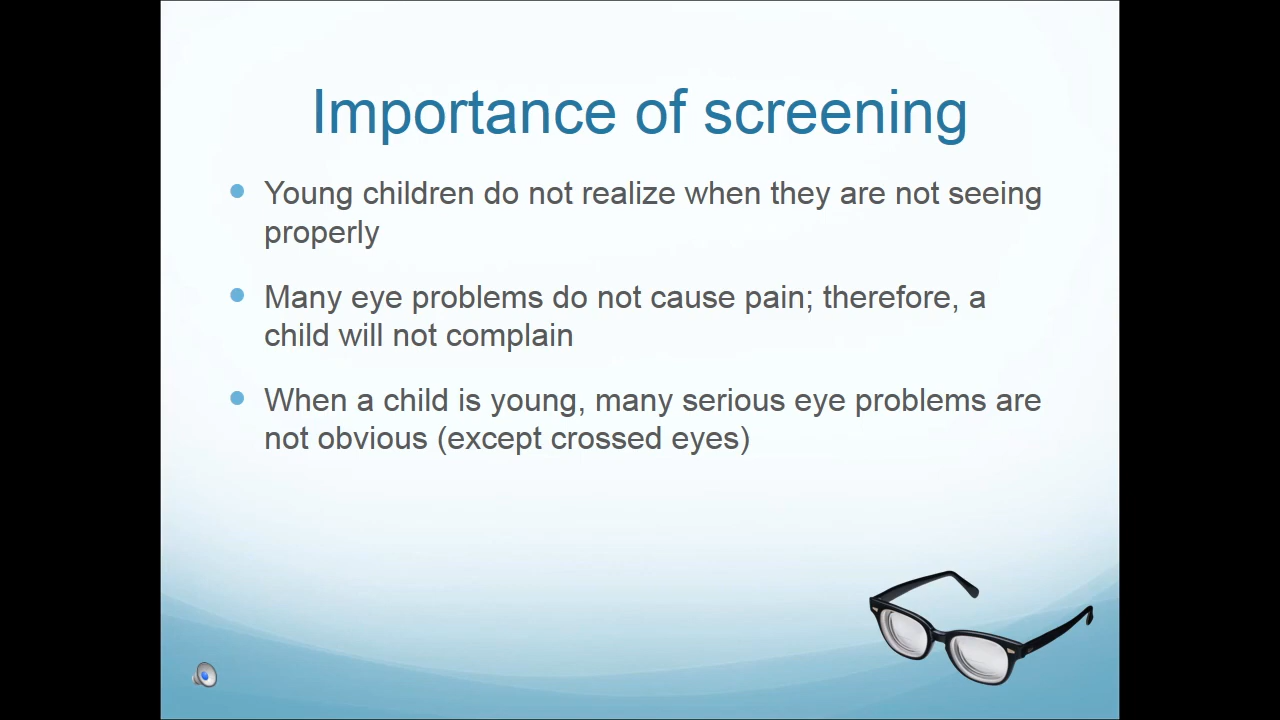 Importance of screening
Young children do not realize when they are not seeing
properly
Many eye problems do not cause pain; therefore, a
child will not complain
When a child is young, many serious eye problems are
not obvious (except crossed eyes)